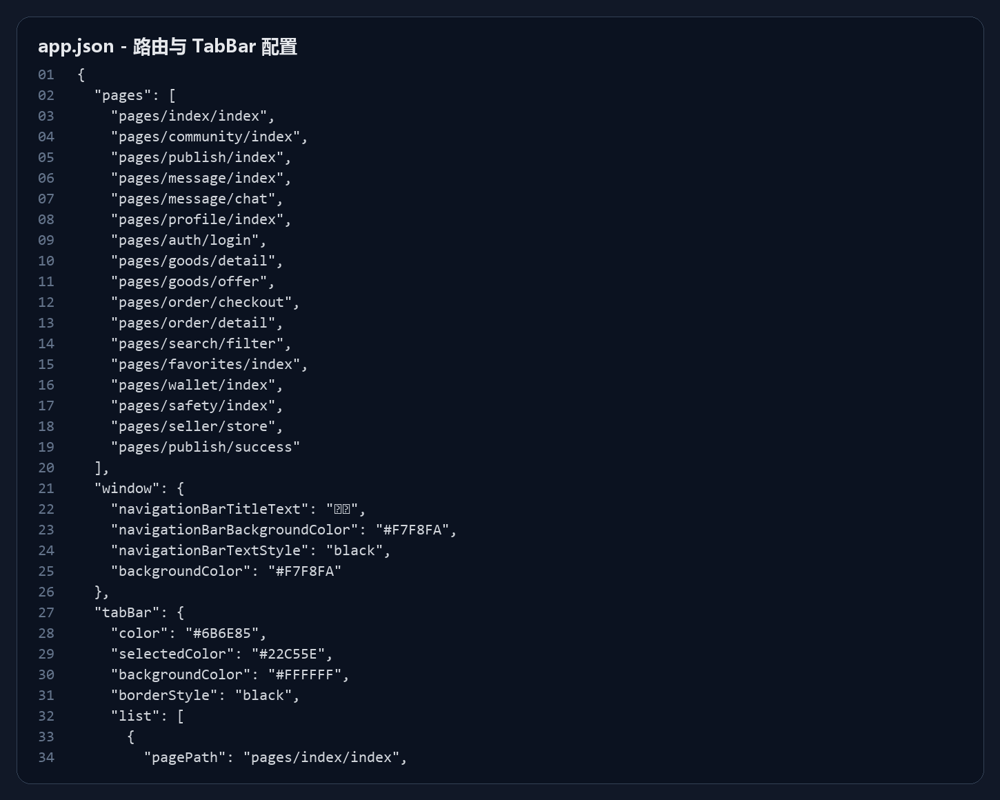 app.json - 路由与 TabBar 配置
01 {
02   "pages": [
03     "pages/index/index",
04     "pages/community/index",
05     "pages/publish/index",
06     "pages/message/index",
07     "pages/message/chat",
08     "pages/profile/index",
09     "pages/auth/login",
10     "pages/goods/detail",
11     "pages/goods/offer",
12     "pages/order/checkout",
13     "pages/order/detail",
14     "pages/search/filter",
15     "pages/favorites/index",
16     "pages/wallet/index",
17     "pages/safety/index",
18     "pages/seller/store",
19     "pages/publish/success"
20   ],
21   "window": {
22     "navigationBarTitleText": "",
23     "navigationBarBackgroundColor": "#F7F8FA",
24     "navigationBarTextStyle": "black",
25     "backgroundColor": "#F7F8FA"
26   },
27   "tabBar": {
28     "color": "#6B6E85",
29     "selectedColor": "#22C55E",
30     "backgroundColor": "#FFFFFF",
31     "borderStyle": "black",
32     "list": [
33       {
34         "pagePath": "pages/index/index",